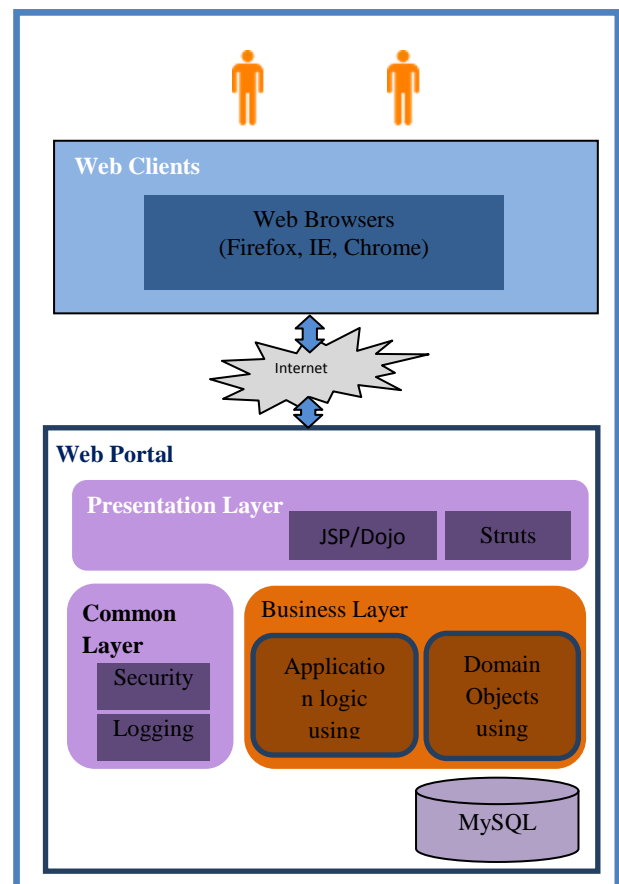 Web Clients
Web Browsers
(Firefox, IE, Chrome)
Internet
Web Portal
Presentation Layer
JSP/Dojo
Struts
Common
Layer
Security
Logging
Business Layer
Applicatio
n logic
using
Domain
Objects
using
MySQL